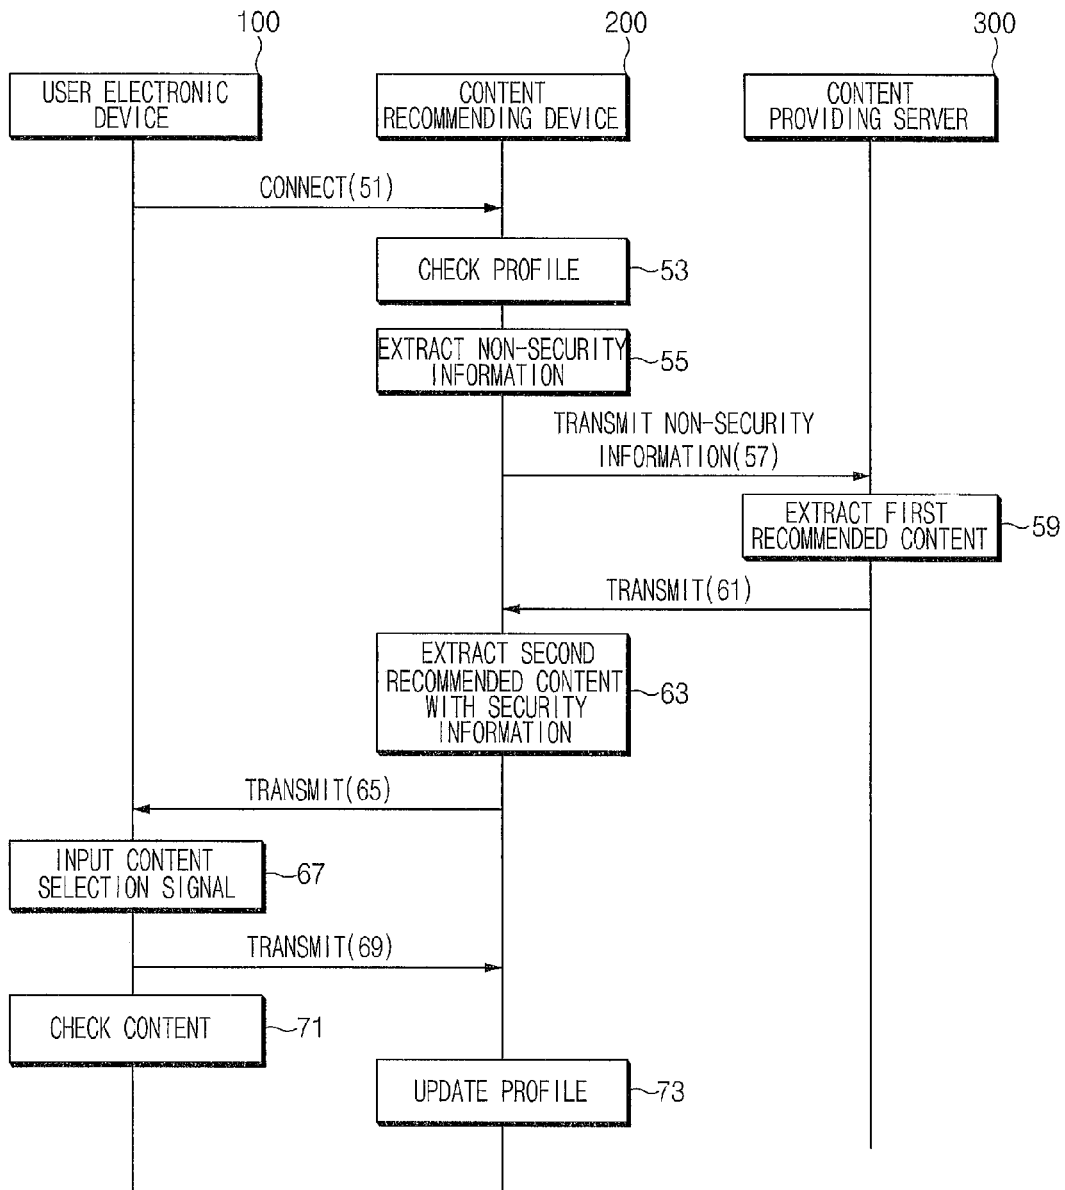 100
200
300
USER ELECTRONIC
DEVICE
CONTENT
RECOMMENDING DEVICE
CONTENT
PROVIDING SERVER
CONNECT(51)
CHECK PROFILE
53
EXTRACT NON-SECURITY
INFORMATION
55
TRANSMIT NON-SECURITY
INFORMATION(57)
EXTRACT FIRST
RECOMMENDED CONTENT
59
TRANSMIT(61)
EXTRACT SECOND
RECOMMENDED CONTENT
WITH SECURITY
INFORMATION
63
TRANSMIT(65)
INPUT CONTENT
SELECTION SIGNAL
67
TRANSMIT(69)
CHECK CONTENT
71
UPDATE PROFILE
73